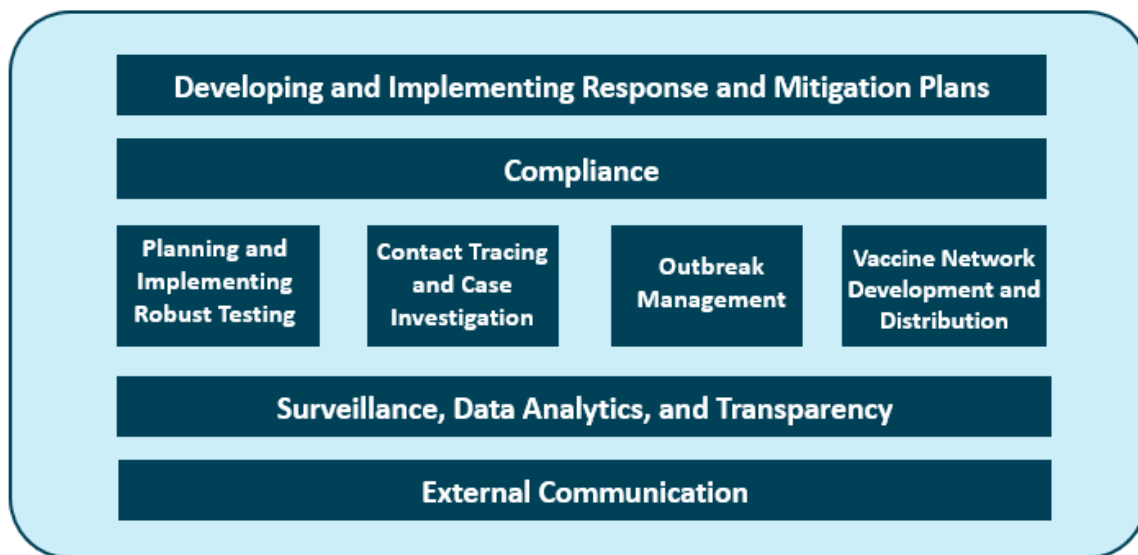 Developing and Implementing Response and Mitigation Plans
Compliance
Planning and
Implementing
Robust Testing
Contact Tracing
and Case
Investigation
Outbreak
Management
Vaccine Network
Development and
Distribution
Surveillance, Data Analytics, and Transparency
External Communication